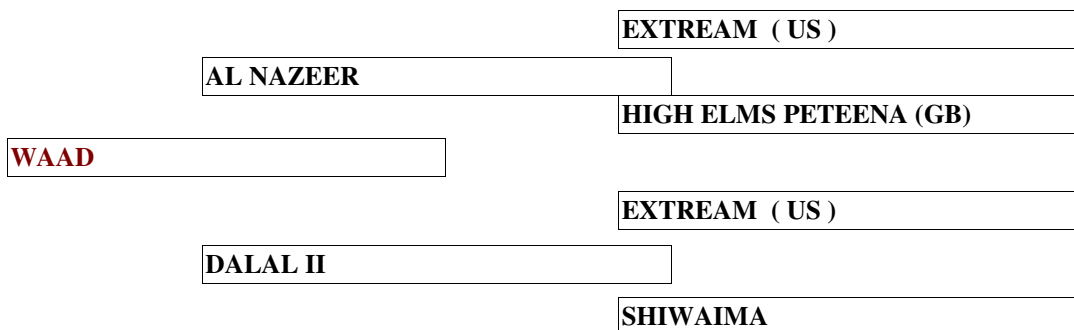 EXTREAM ( US )
AL NAZEER
HIGH ELMS PETEENA (GB)
WAAD
EXTREAM ( US )
DALAL II
SHIWAIMA